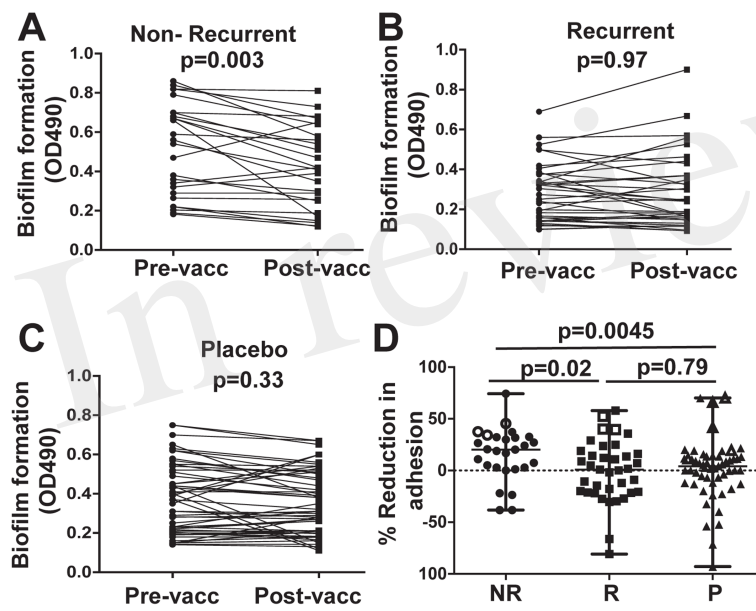 A
Non- Recurrent
p=0.003
Biofilm formation
(OD490)
1.0
0.8
0.6
0.4
0.2
0.0
Pre-vacc Post-vacc
B
Recurrent
p=0.97
Biofilm formation
(OD490)
1.0
0.8
0.6
0.4
0.2
0.0
Pre-vacc Post-vacc
C
Placebo
p=0.33
Biofilm formation
(OD490)
1.0
0.8
0.6
0.4
0.2
0.0
Pre-vacc Post-vacc
D
p=0.0045
p=0.02 p=0.79
% Reduction in
adhesion
100
50
0
-50
100
NR R P
In review